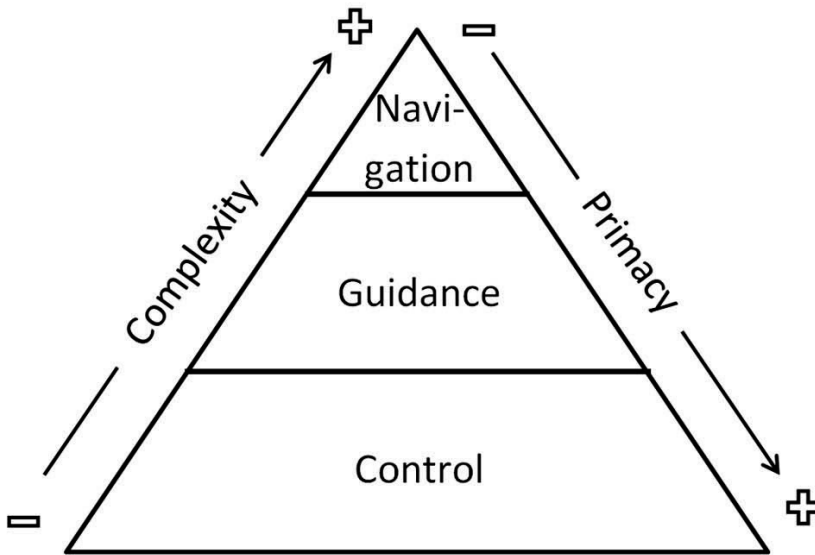 Navi-
gation
Complexity
Primacy
Guidance
Control